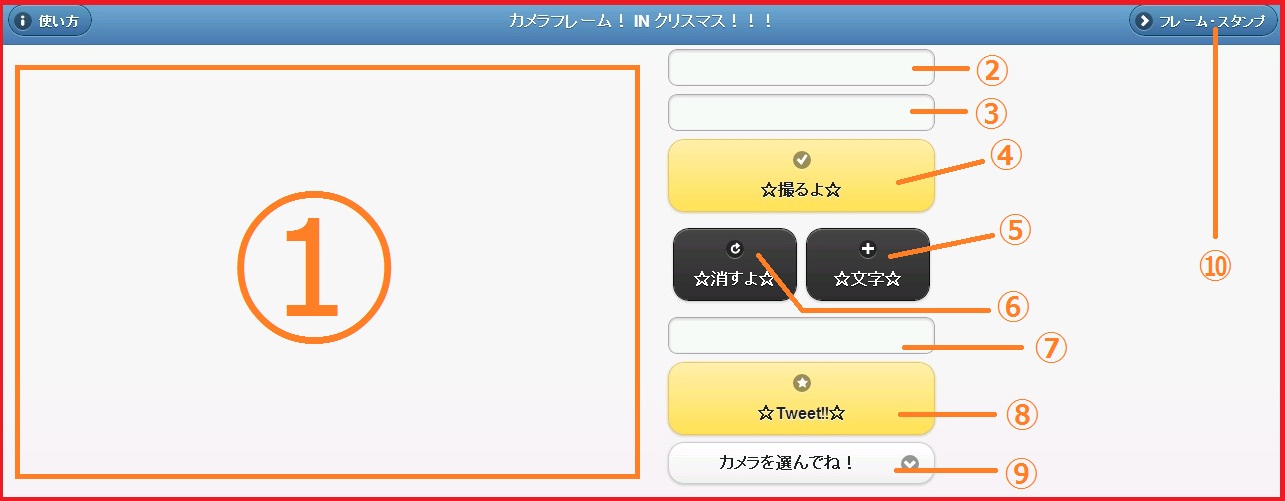 使い方
カメラフレーム！ IN クリスマス！！！
フレーム・スタンプ
①
②
③
④
☆撮るよ☆
⑤
☆消すよ☆
☆文字☆
⑩
⑥
⑦
☆Tweet!!☆
⑧
カメラを選んでね！
⑨